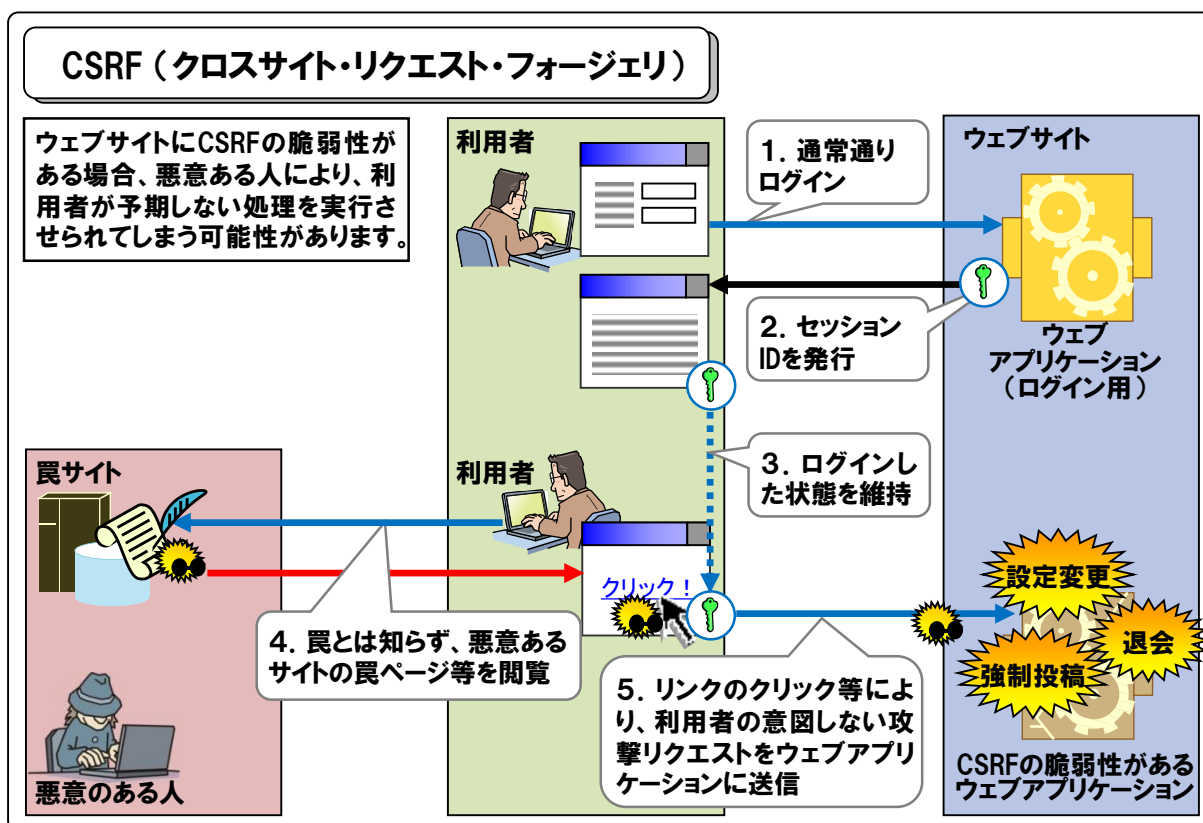 CSRF（クロスサイト・リクエスト・フォージェリ）
ウェブサイトにCSRFの脆弱性が
ある場合、悪意ある人により、利
用者が予期しない処理を実行さ
せられてしまう可能性があります。
利用者
1．通常通り
ログイン
ウェブサイト
2．セッション
IDを発行
ウェブ
アプリケーション
（ログイン用）
3．ログインし
た状態を維持
罠サイト
利用者
クリック！
4．罠とは知らず、悪意ある
サイトの罠ページ等を閲覧
設定変更
退会
強制投稿
5．リンクのクリック等によ
り、利用者の意図しない攻
撃リクエストをウェブアプリ
ケーションに送信
悪意のある人
CSRFの脆弱性がある
ウェブアプリケーション